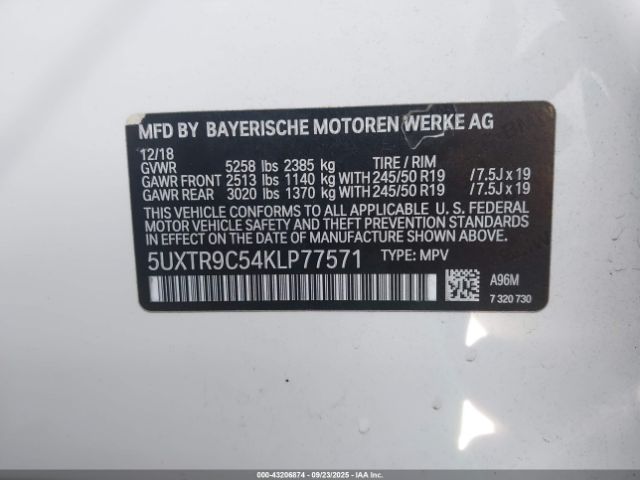 MFD BY BAYERISCHE MOTOREN WERKE AG
12/18
GVWR 5258 lbs 2385 kg TIRE / RIM
GAWR FRONT 2513 lbs 1140 kg WITH 245/50 R19 / 7.5J x 19
GAWR REAR 3020 lbs 1370 kg WITH 245/50 R19 / 7.5J x 19
THIS VEHICLE CONFORMS TO ALL APPLICABLE U. S. FEDERAL
MOTOR VEHICLE SAFETY AND THEFT PREVENTION STANDARDS
IN EFFECT ON THE DATE OF MANUFACTURE SHOWN ABOVE.
5UXTR9C54KLP77571 TYPE: MPV
A96M
7 320 730
000-43206874 - 09/23/2025 - IAAI.COM